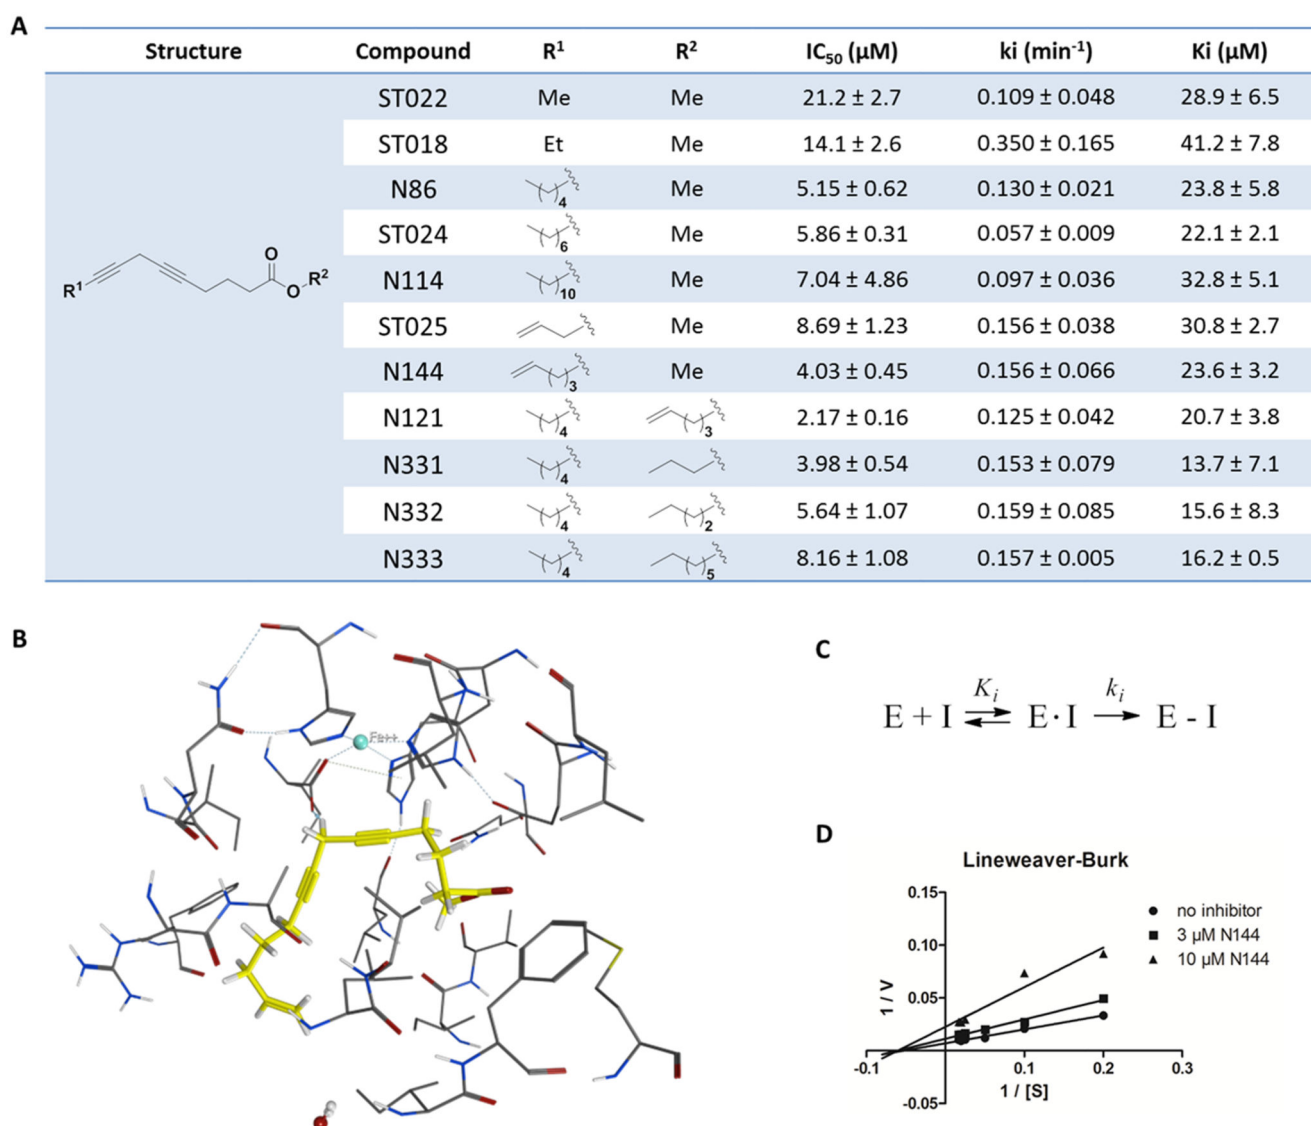 A
Structure Compound R¹ R² IC₅₀ (µM) ki (min⁻¹) Ki (µM)
ST022 Me Me 21.2 ± 2.7 0.109 ± 0.048 28.9 ± 6.5
ST018 Et Me 14.1 ± 2.6 0.350 ± 0.165 41.2 ± 7.8
N86 4 Me 5.15 ± 0.62 0.130 ± 0.021 23.8 ± 5.8
ST024 6 Me 5.86 ± 0.31 0.057 ± 0.009 22.1 ± 2.1
R¹ O O R²
N114 10 Me 7.04 ± 4.86 0.097 ± 0.036 32.8 ± 5.1
ST025 Me 8.69 ± 1.23 0.156 ± 0.038 30.8 ± 2.7
N144 3 Me 4.03 ± 0.45 0.156 ± 0.066 23.6 ± 3.2
N121 4 3 2.17 ± 0.16 0.125 ± 0.042 20.7 ± 3.8
N331 4 3.98 ± 0.54 0.153 ± 0.079 13.7 ± 7.1
N332 4 2 5.64 ± 1.07 0.159 ± 0.085 15.6 ± 8.3
N333 4 5 8.16 ± 1.08 0.157 ± 0.005 16.2 ± 0.5
B
Fe++
C
Kᵢ kᵢ
E + I E·I E - I
D
Lineweaver-Burk
0.15
0.10
0.05
-0.05
1 / V
-0.1 0.1 0.2 0.3
1 / [S]
no inhibitor
3 µM N144
10 µM N144